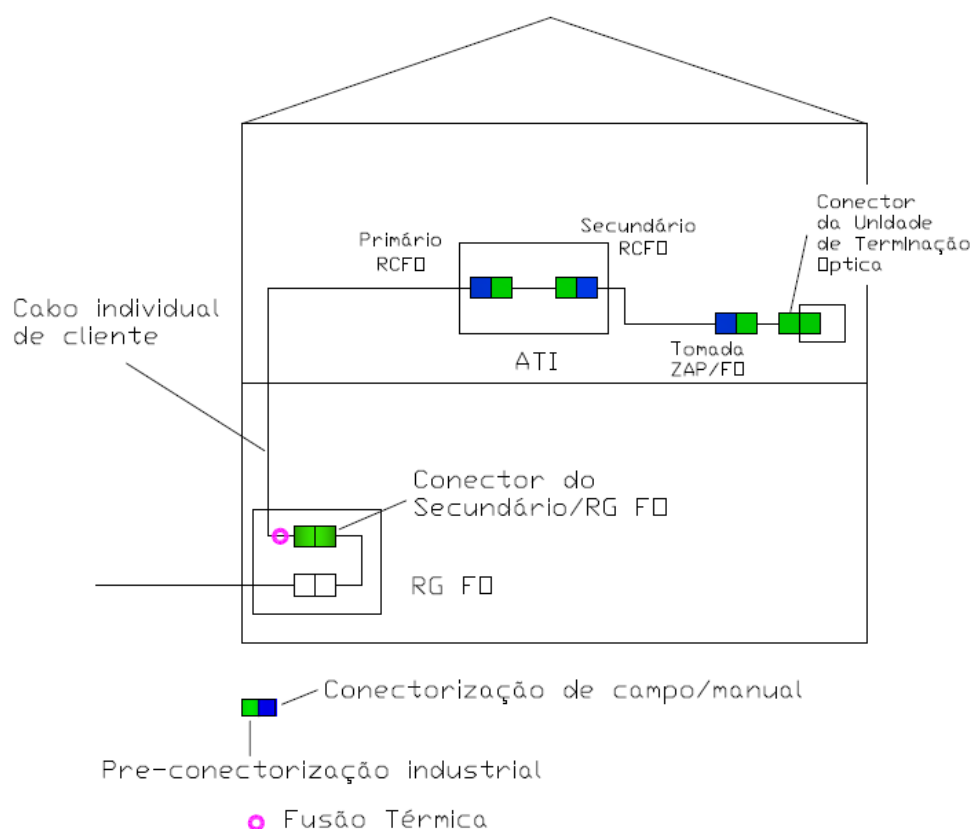 Conector
da Unidade
de Terminação
Optica
Secundário
RCFO
Primário
RCFO
Cabo individual
de cliente
Tomada
ZAP/FO
ATI
Conector do
Secundário/RG FO
RG FO
Conectorização de campo/manual
Pre-conectorização industrial
Fusão Térmica